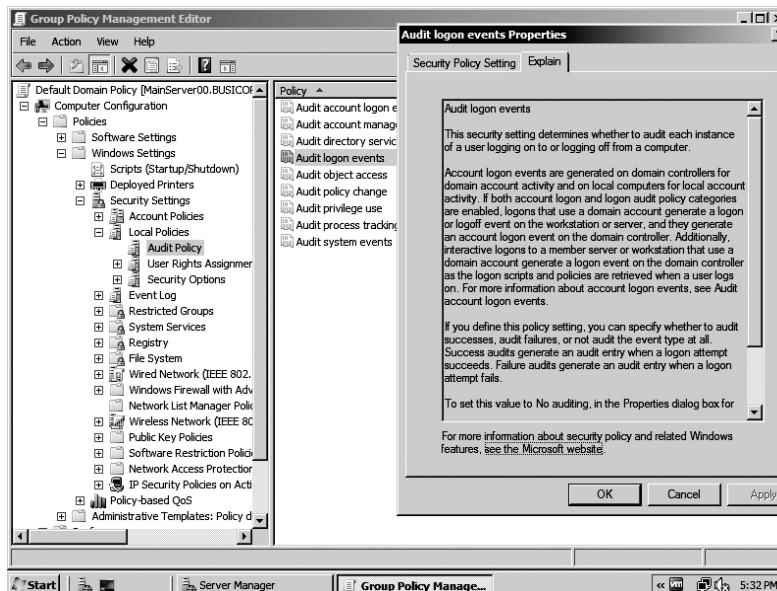 Group Policy Management Editor
File Action View Help
Default Domain Policy [MainServer00.BUSICOR
Computer Configuration
Policies
Software Settings
Windows Settings
Scripts (Startup/Shutdown)
Deployed Printers
Security Settings
Account Policies
Local Policies
Audit Policy
User Rights Assignmen
Security Options
Event Log
Restricted Groups
System Services
Registry
File System
Wired Network (IEEE 802.
Windows Firewall with Adv
Network List Manager Polic
Wireless Network (IEEE 80
Public Key Policies
Software Restriction Polici
Network Access Protection
IP Security Policies on Acti
Policy-based QoS
Administrative Templates: Policy d
Policy
Audit account logon e
Audit account manag
Audit directory servic
Audit logon events
Audit object access
Audit policy change
Audit privilege use
Audit process tracking
Audit system events
Audit logon events Properties
Security Policy Setting Explain
Audit logon events
This security setting determines whether to audit each instance
of a user logging on to or logging off from a computer.
Account logon events are generated on domain controllers for
domain account activity and on local computers for local account
activity. If both account logon and logon audit policy categories
are enabled, logons that use a domain account generate a logon
or logoff event on the workstation or server, and they generate
an account logon event on the domain controller. Additionally,
interactive logons to a member server or workstation that use a
domain account generate a logon event on the domain controller
as the logon scripts and policies are retrieved when a user logs
on. For more information about account logon events, see Audit
account logon events.
If you define this policy setting, you can specify whether to audit
successes, audit failures, or not audit the event type at all.
Success audits generate an audit entry when a logon attempt
succeeds. Failure audits generate an audit entry when a logon
attempt fails.
To set this value to No auditing, in the Properties dialog box for
For more information about security policy and related Windows
features, see the Microsoft website.
OK Cancel Apply
Start Server Manager Group Policy Manage... « vm 5:32 PM